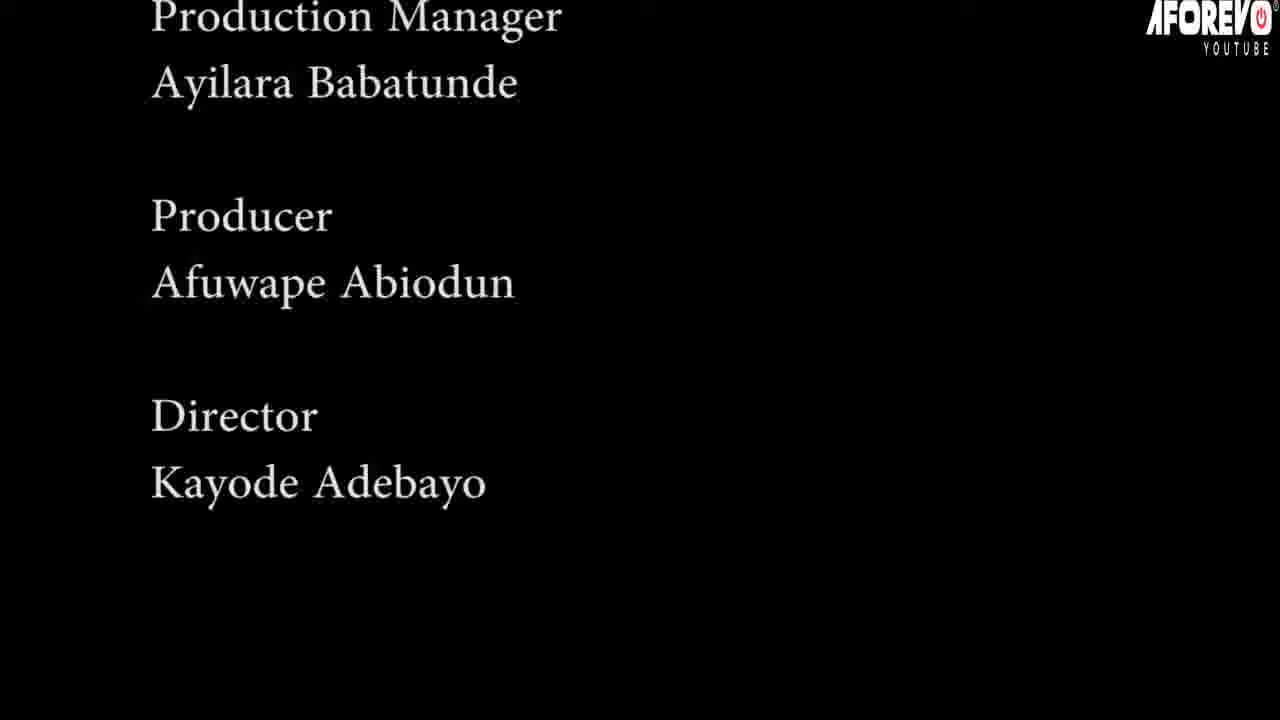 Production Manager
AFOREVO
YOUTUBE
Ayilara Babatunde
Producer
Afuwape Abiodun
Director
Kayode Adebayo